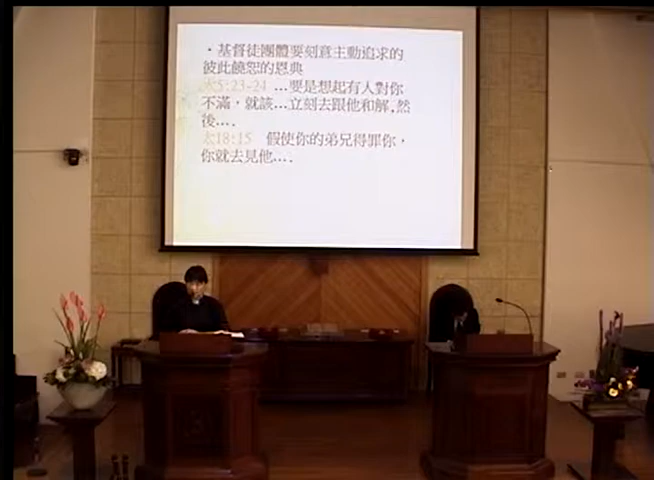 ・基督徒團體要刻意主動追求的
彼此饒恕的恩典
太5:23-24 ...要是想起有人對你
不滿，就該...立刻去跟他和解,然
後....
太18:15 假使你的弟兄得罪你，
你就去見他....